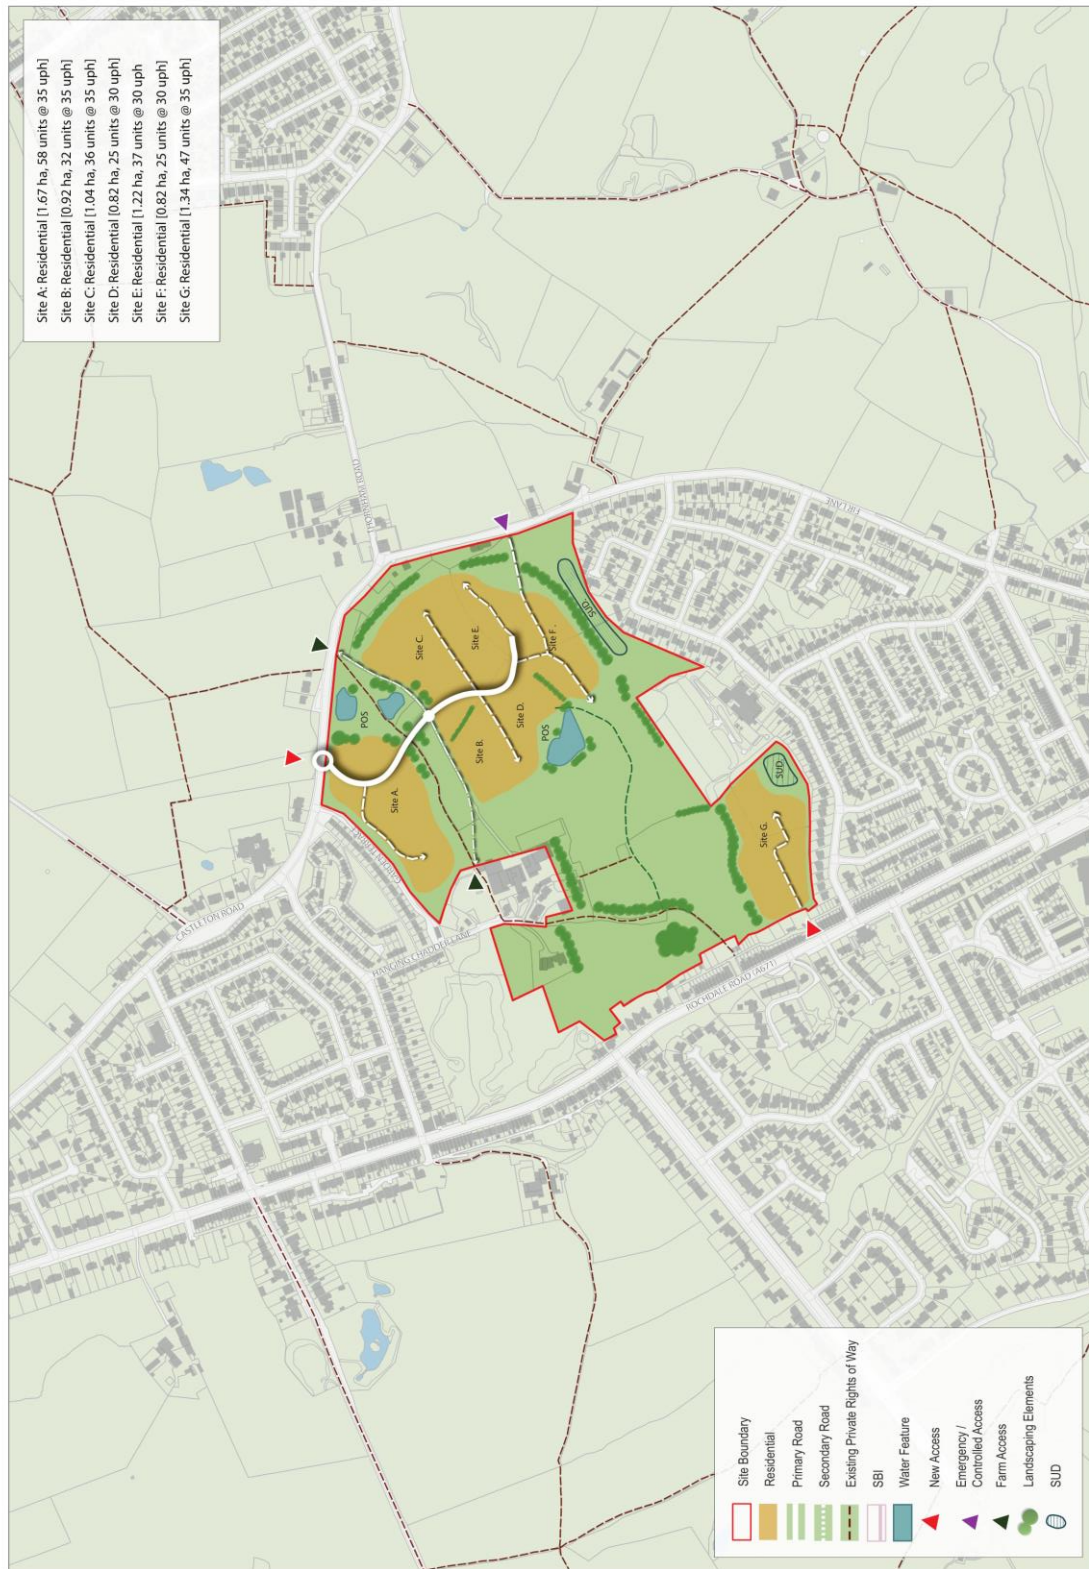 Site A: Residential [1.67 ha, 58 units @ 35 uph]
Site B: Residential [0.92 ha, 32 units @ 35 uph]
Site C: Residential [1.04 ha, 36 units @ 35 uph]
Site D: Residential [0.82 ha, 25 units @ 30 uph]
Site E: Residential [1.22 ha, 37 units @ 30 uph
Site F: Residential [0.82 ha, 25 units @ 30 uph]
Site G: Residential [1.34 ha, 47 units @ 35 uph]
CASTLETON ROAD
HANGING CHADDER LANE
ROCHDALE ROAD (A671)
FIR LANE
POS
Site A.
Site B.
Site C.
Site D.
Site E.
Site F.
POS
SUD.
Site G.
SUD.
Site Boundary
Residential
Primary Road
Secondary Road
Existing Private Rights of Way
SBI
Water Feature
New Access
Emergency /
Controlled Access
Farm Access
Landscaping Elements
SUD